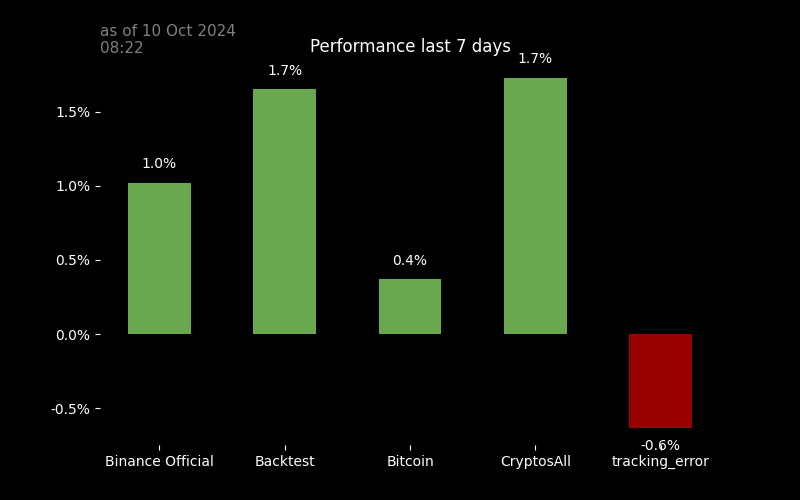 as of 10 Oct 2024
08:22
Performance last 7 days
1.7%
1.7%
1.5%
1.0%
1.0%
0.5%
0.4%
0.0%
-0.5%
-0.6%
Binance Official
Backtest
Bitcoin
CryptosAll
tracking_error